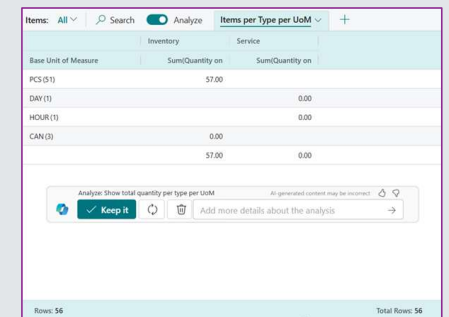 Items: All Search Analyze Items per Type per UoM
Inventory Service
Base Unit of Measure Sum(Quantity on Sum(Quantity on
PCS (51) 57.00
DAY (1) 0.00
HOUR (1) 0.00
CAN (3) 0.00
57.00 0.00
Analyze: Show total quantity per type per UoM AI generated content may be incorrect
Keep it Add more details about the analysis
Rows: 56 Total Rows: 56